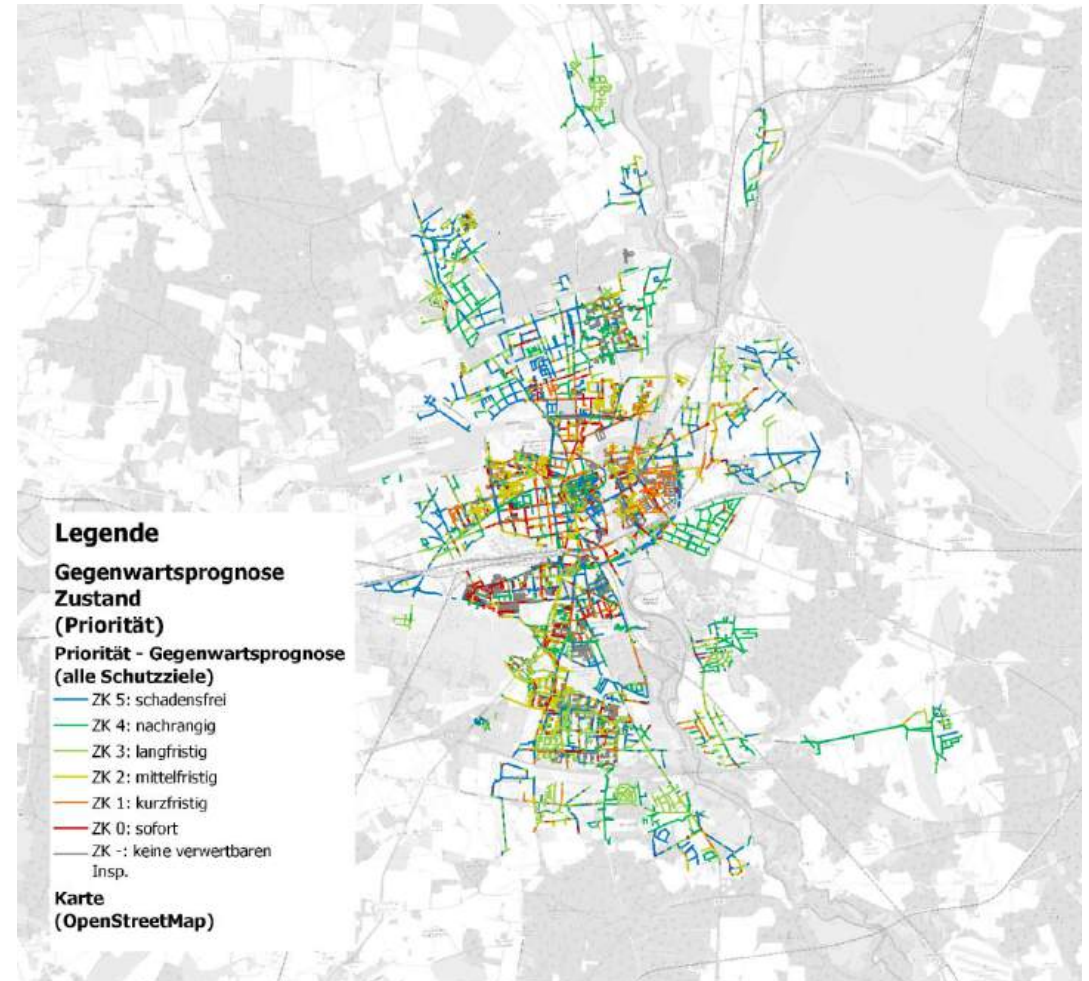 Legende
Gegenwartsprognose
Zustand
(Priorität)
Priorität - Gegenwartsprognose
(alle Schutzziele)
ZK 5: schadensfrei
ZK 4: nachrangig
ZK 3: langfristig
ZK 2: mittelfristig
ZK 1: kurzfristig
ZK 0: sofort
ZK -: keine verwertbaren
Insp.
Karte
(OpenStreetMap)